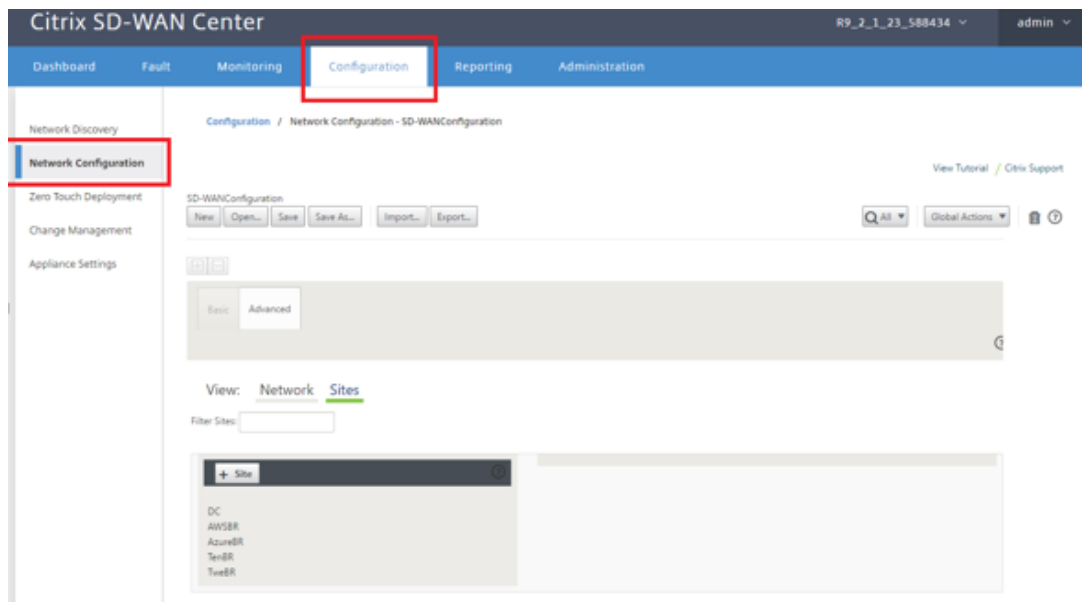 Citrix SD-WAN Center R9_2_1_23_588434 admin
Dashboard Fault Monitoring Configuration Reporting Administration
Network Discovery
Network Configuration
Zero Touch Deployment
Change Management
Appliance Settings
Configuration / Network Configuration - SD-WANConfiguration
View Tutorial / Citrix Support
SD-WANConfiguration
New Open... Save Save As... Import... Export... All Global Actions ?
Basic Advanced
?
View: Network Sites
Filter Sites:
+ Site ?
DC
AWSBR
AzureBR
TenBR
TweBR